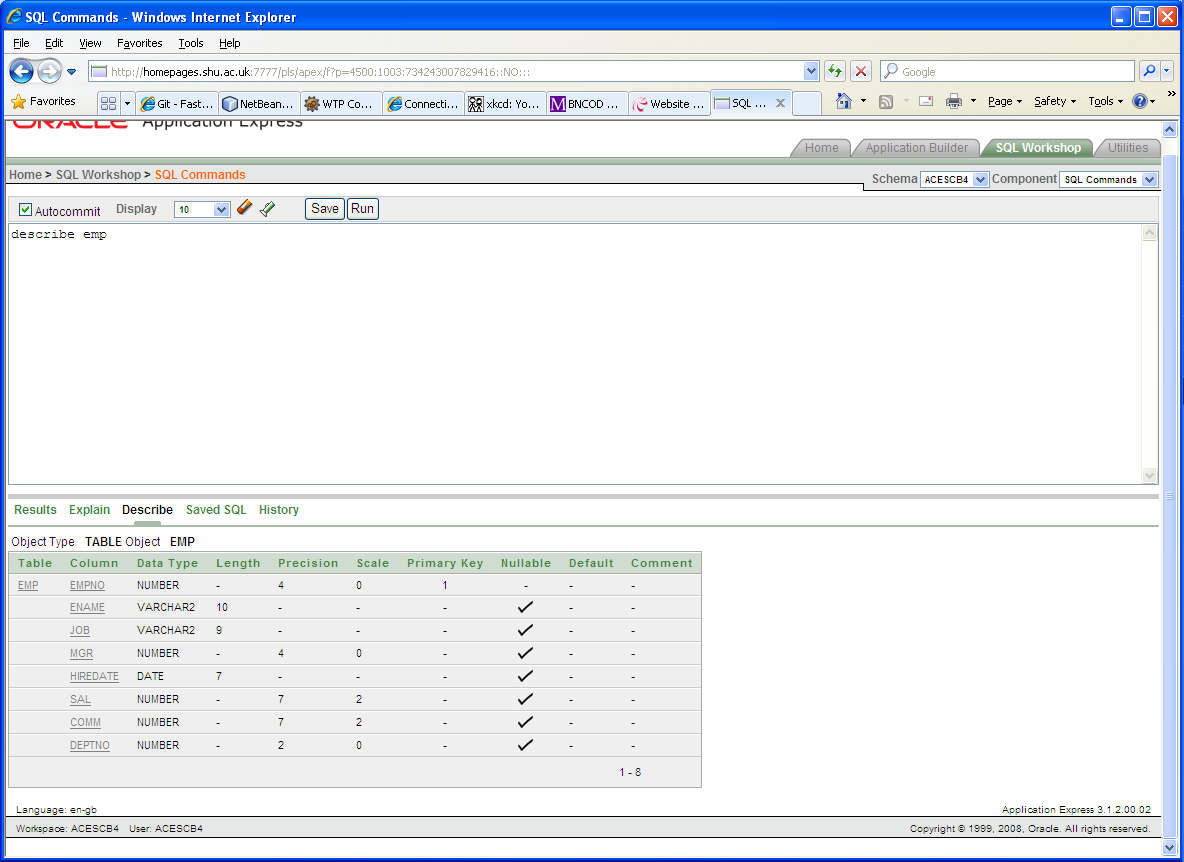 SQL Commands - Windows Internet Explorer
File Edit View Favorites Tools Help
http://homepages.shu.ac.uk:7777/pls/apex/f?p=4500:1003:734243007829416::NO::: Google
Favorites Git - Fast... NetBean... WTP Co... Connecti... xkcd: Yo... BNCOD ... Website ... SQL ... Page Safety Tools
ORACLE Application Express
Home Application Builder SQL Workshop Utilities
Home > SQL Workshop > SQL Commands Schema ACESCB4 Component SQL Commands
Autocommit Display 10 Save Run
describe emp
Results Explain Describe Saved SQL History
Object Type TABLE Object EMP
Table Column Data Type Length Precision Scale Primary Key Nullable Default Comment
EMP EMPNO NUMBER - 4 0 1 - - -
ENAME VARCHAR2 10 - - - - -
JOB VARCHAR2 9 - - - - -
MGR NUMBER - 4 0 - - -
HIREDATE DATE 7 - - - - -
SAL NUMBER - 7 2 - - -
COMM NUMBER - 7 2 - - -
DEPTNO NUMBER - 2 0 - - -
1 - 8
Language: en-gb Application Express 3.1.2.00.02
Workspace: ACESCB4 User: ACESCB4 Copyright © 1999, 2008, Oracle. All rights reserved.